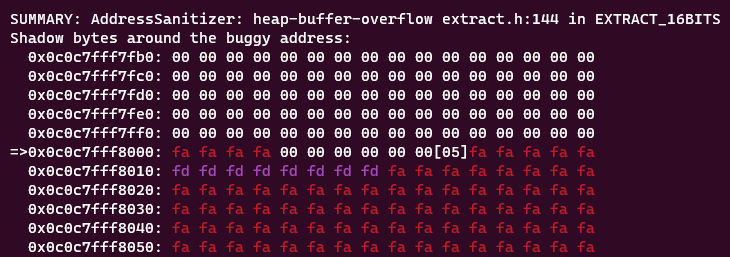 SUMMARY: AddressSanitizer: heap-buffer-overflow extract.h:144 in EXTRACT_16BITS
Shadow bytes around the buggy address:
  0x0c0c7fff7fb0: 00 00 00 00 00 00 00 00 00 00 00 00 00 00 00 00
  0x0c0c7fff7fc0: 00 00 00 00 00 00 00 00 00 00 00 00 00 00 00 00
  0x0c0c7fff7fd0: 00 00 00 00 00 00 00 00 00 00 00 00 00 00 00 00
  0x0c0c7fff7fe0: 00 00 00 00 00 00 00 00 00 00 00 00 00 00 00 00
  0x0c0c7fff7ff0: 00 00 00 00 00 00 00 00 00 00 00 00 00 00 00 00
=>0x0c0c7fff8000: fa fa fa fa 00 00 00 00 00 00[05]fa fa fa fa fa
  0x0c0c7fff8010: fd fd fd fd fd fd fd fd fa fa fa fa fa fa fa fa
  0x0c0c7fff8020: fa fa fa fa fa fa fa fa fa fa fa fa fa fa fa fa
  0x0c0c7fff8030: fa fa fa fa fa fa fa fa fa fa fa fa fa fa fa fa
  0x0c0c7fff8040: fa fa fa fa fa fa fa fa fa fa fa fa fa fa fa fa
  0x0c0c7fff8050: fa fa fa fa fa fa fa fa fa fa fa fa fa fa fa fa